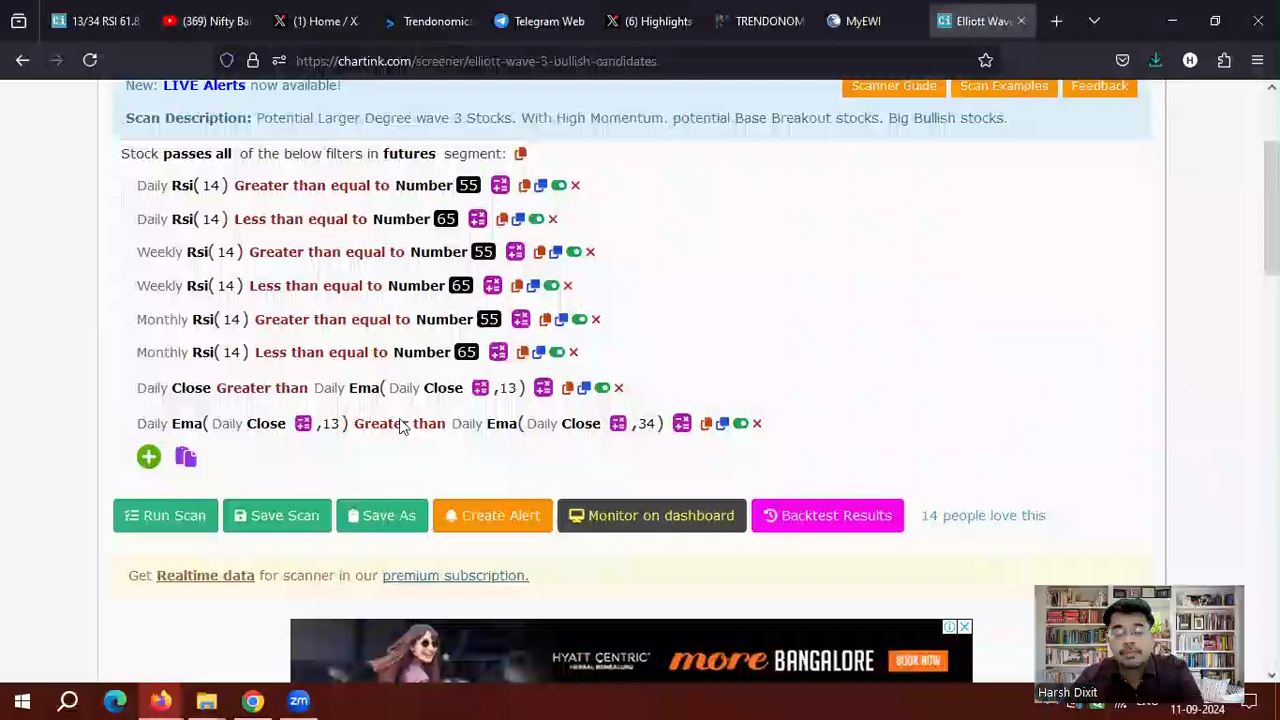 13/34 RSI 61.8
(369) Nifty Ba
(1) Home / X
Trendonomic
Telegram Web
(6) Highlights
TRENDONOM
MyEWI
Elliott Wav
https://chartink.com/screener/elliott-wave-3-bullish-candidates
New: LIVE Alerts now available!
Scanner Guide
Scan Examples
Feedback
Scan Description: Potential Larger Degree wave 3 Stocks. With High Momentum. potential Base Breakout stocks. Big Bullish stocks.
Stock passes all of the below filters in futures segment:
Daily Rsi( 14 ) Greater than equal to Number 55
Daily Rsi( 14 ) Less than equal to Number 65
Weekly Rsi( 14 ) Greater than equal to Number 55
Weekly Rsi( 14 ) Less than equal to Number 65
Monthly Rsi( 14 ) Greater than equal to Number 55
Monthly Rsi( 14 ) Less than equal to Number 65
Daily Close Greater than Daily Ema( Daily Close ,13 )
Daily Ema( Daily Close ,13 ) Greater than Daily Ema( Daily Close ,34 )
Run Scan
Save Scan
Save As
Create Alert
Monitor on dashboard
Backtest Results
14 people love this
Get Realtime data for scanner in our premium subscription.
HYATT CENTRIC
HEBBAL BENGALURU
more BANGALORE
BOOK NOW
Harsh Dixit
zm
11-09-2024